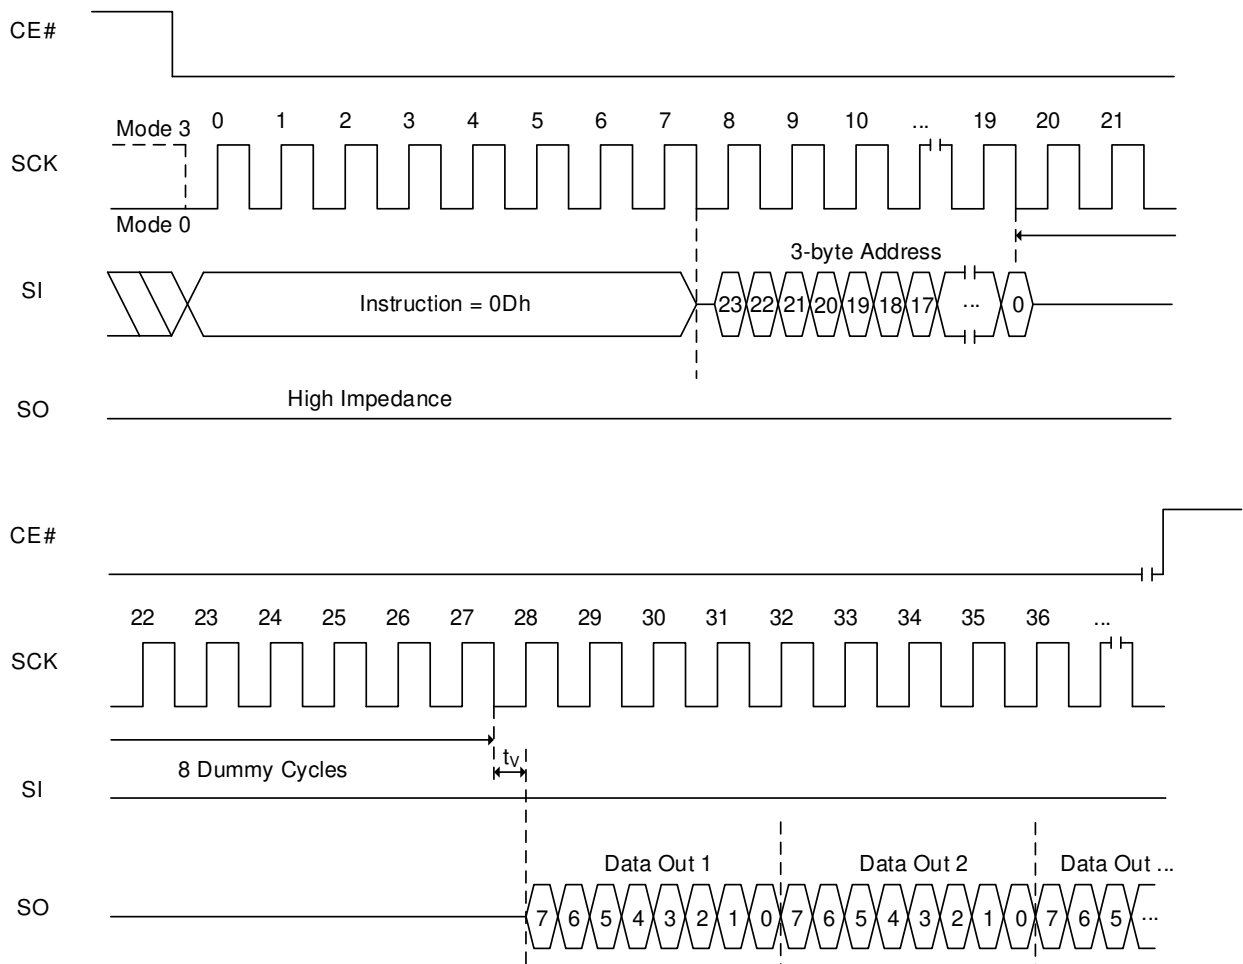 CE#
Mode 3 0 1 2 3 4 5 6 7 8 9 10 ... 19 20 21
SCK
Mode 0
3-byte Address
SI Instruction = 0Dh 23 22 21 20 19 18 17 ... 0
High Impedance
SO
CE#
22 23 24 25 26 27 28 29 30 31 32 33 34 35 36 ...
SCK
8 Dummy Cycles tV
SI
Data Out 1 Data Out 2 Data Out ...
SO 7 6 5 4 3 2 1 0 7 6 5 4 3 2 1 0 7 6 5 ...